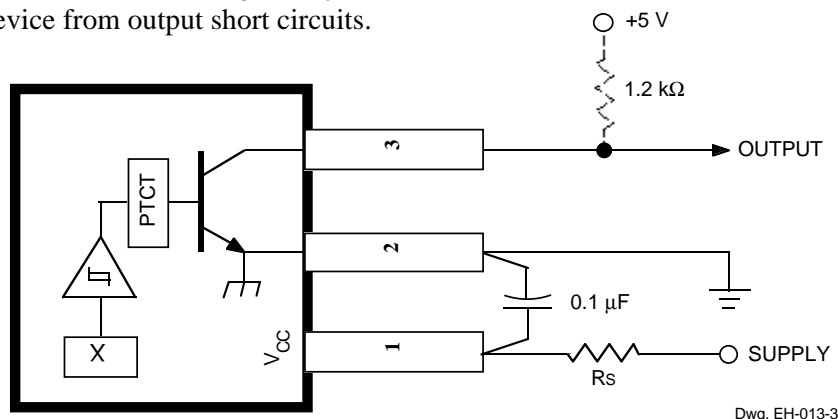 evice from output short circuits.
+5 V
1.2 kΩ
3
OUTPUT
PTCT
2
0.1 µF
X
VCC
1
SUPPLY
RS
Dwg. EH-013-3